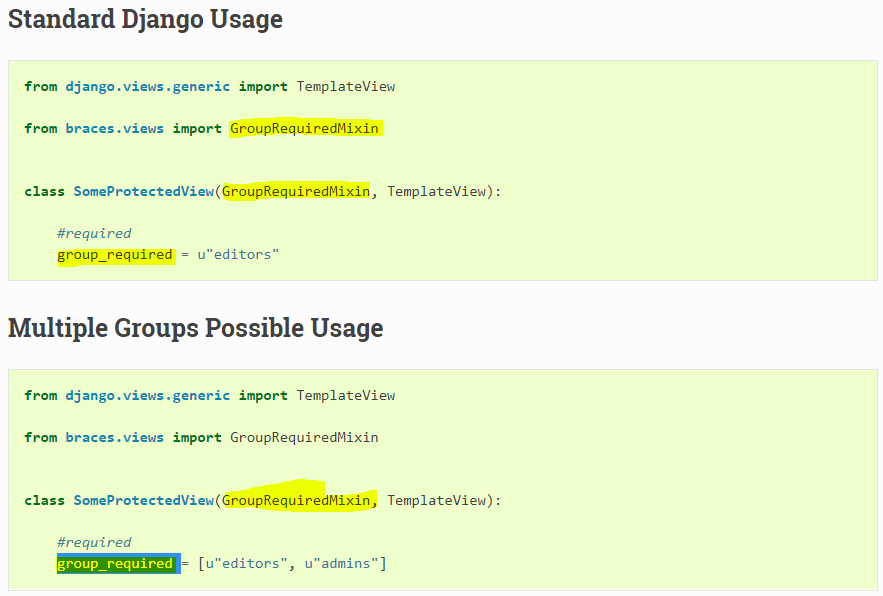 Standard Django Usage
from django.views.generic import TemplateView
from braces.views import GroupRequiredMixin
class SomeProtectedView(GroupRequiredMixin, TemplateView):
#required
group_required = u"editors"
Multiple Groups Possible Usage
from django.views.generic import TemplateView
from braces.views import GroupRequiredMixin
class SomeProtectedView(GroupRequiredMixin, TemplateView):
#required
group_required = [u"editors", u"admins"]